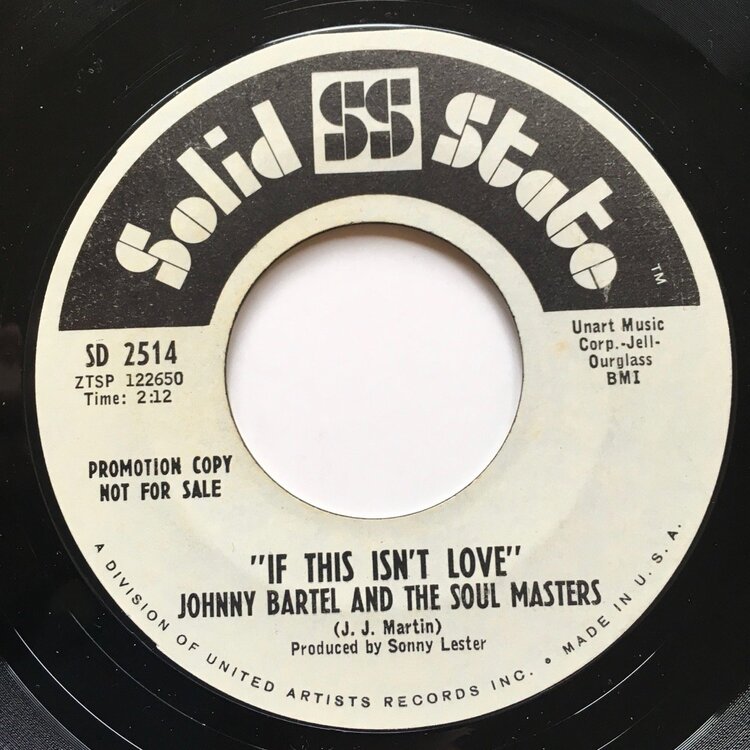 Solid SS State
TM
SD 2514
ZTSP 122650
Time: 2:12
Unart Music
Corp.-Jell-
Ourglass
BMI
PROMOTION COPY
NOT FOR SALE
"IF THIS ISN'T LOVE"
JOHNNY BARTEL AND THE SOUL MASTERS
(J. J. Martin)
Produced by Sonny Lester
A DIVISION OF UNITED ARTISTS RECORDS INC. • MADE IN U.S.A.